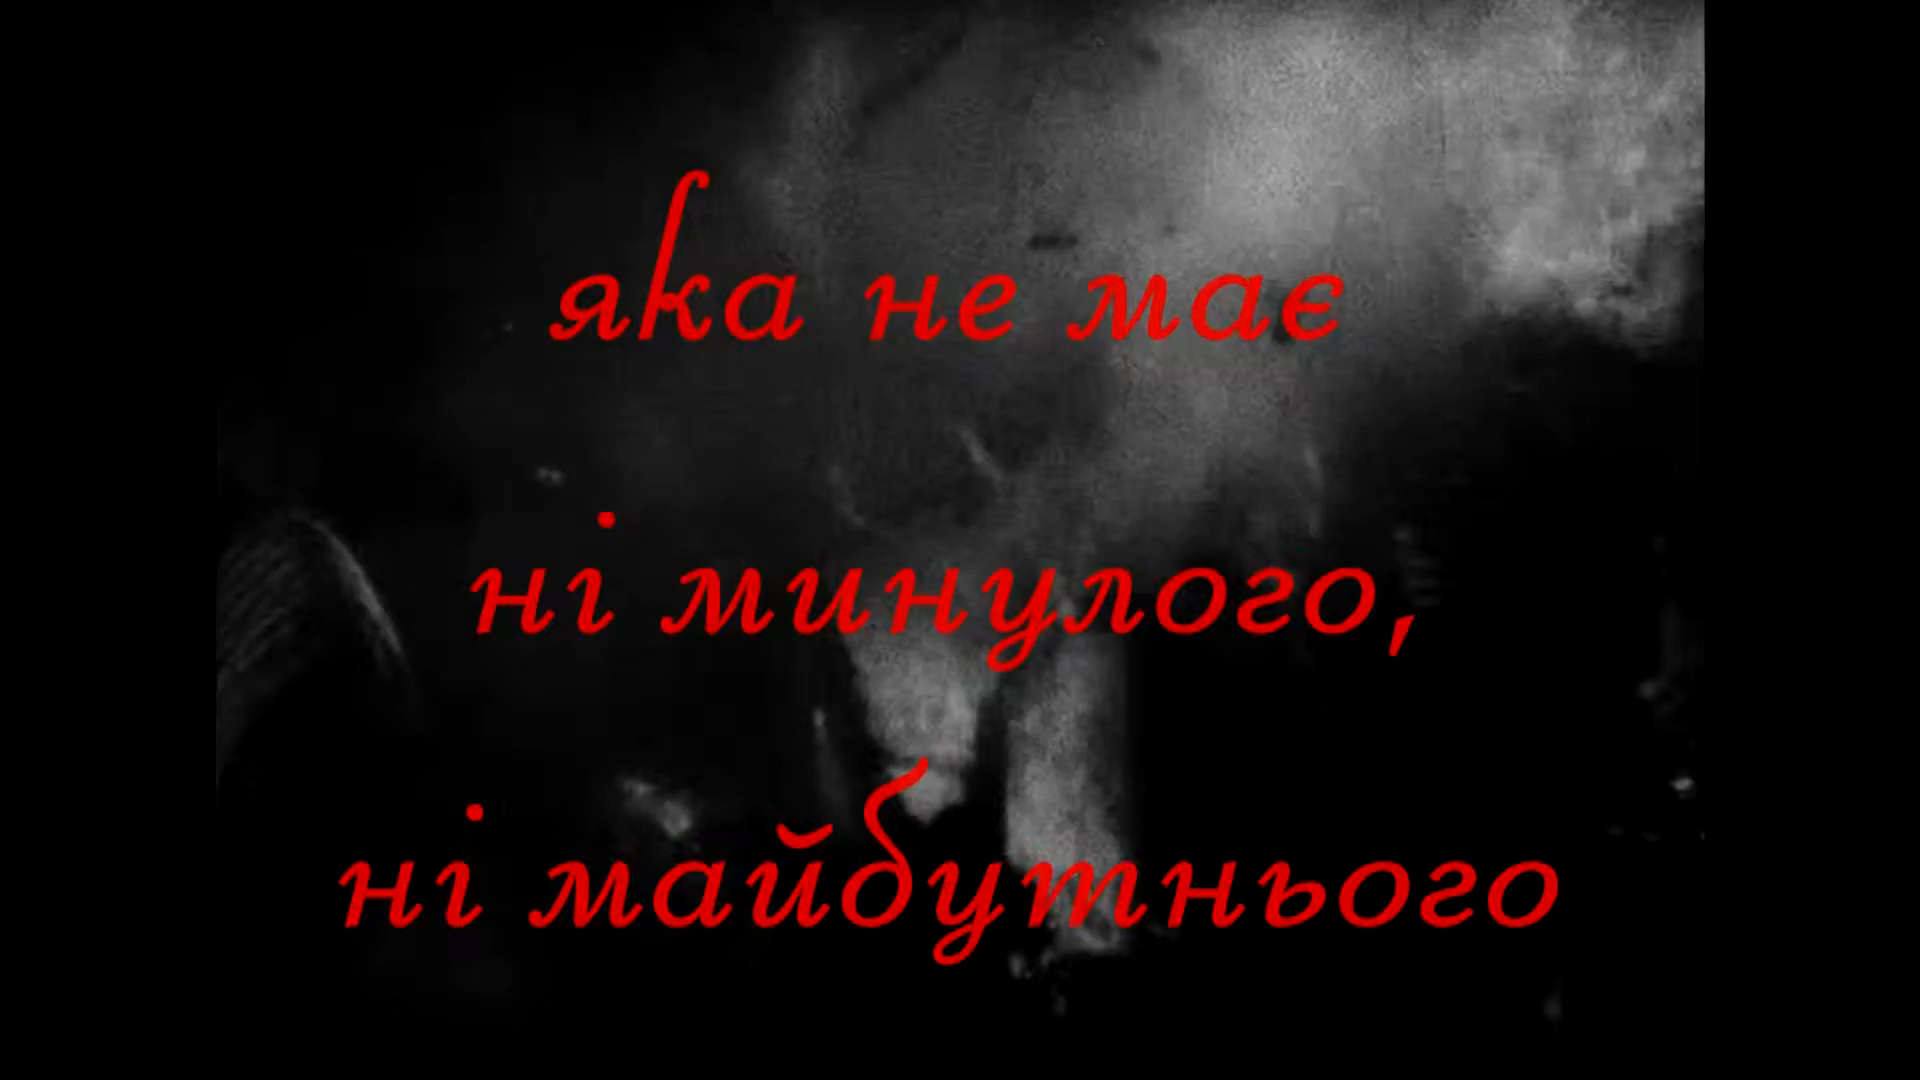 яка не має
ні минулого,
ні майбутнього